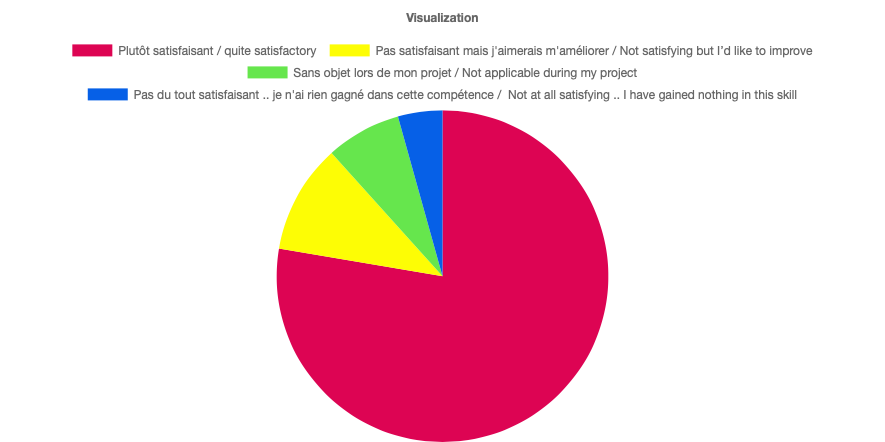 Visualization
Plutôt satisfaisant / quite satisfactory Pas satisfaisant mais j'aimerais m'améliorer / Not satisfying but I'd like to improve
Sans objet lors de mon projet / Not applicable during my project
Pas du tout satisfaisant .. je n'ai rien gagné dans cette compétence /  Not at all satisfying .. I have gained nothing in this skill